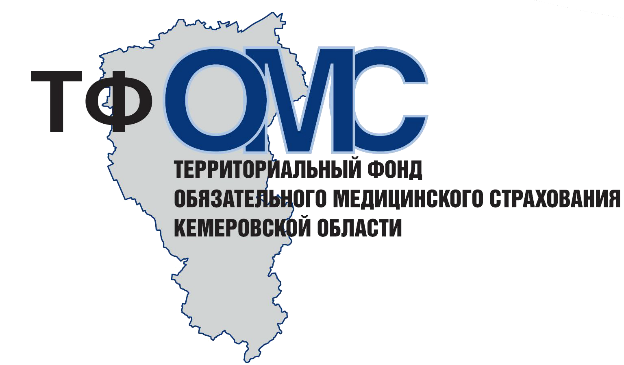 ТФОМС
ТЕРРИТОРИАЛЬНЫЙ ФОНД
ОБЯЗАТЕЛЬНОГО МЕДИЦИНСКОГО СТРАХОВАНИЯ
КЕМЕРОВСКОЙ ОБЛАСТИ